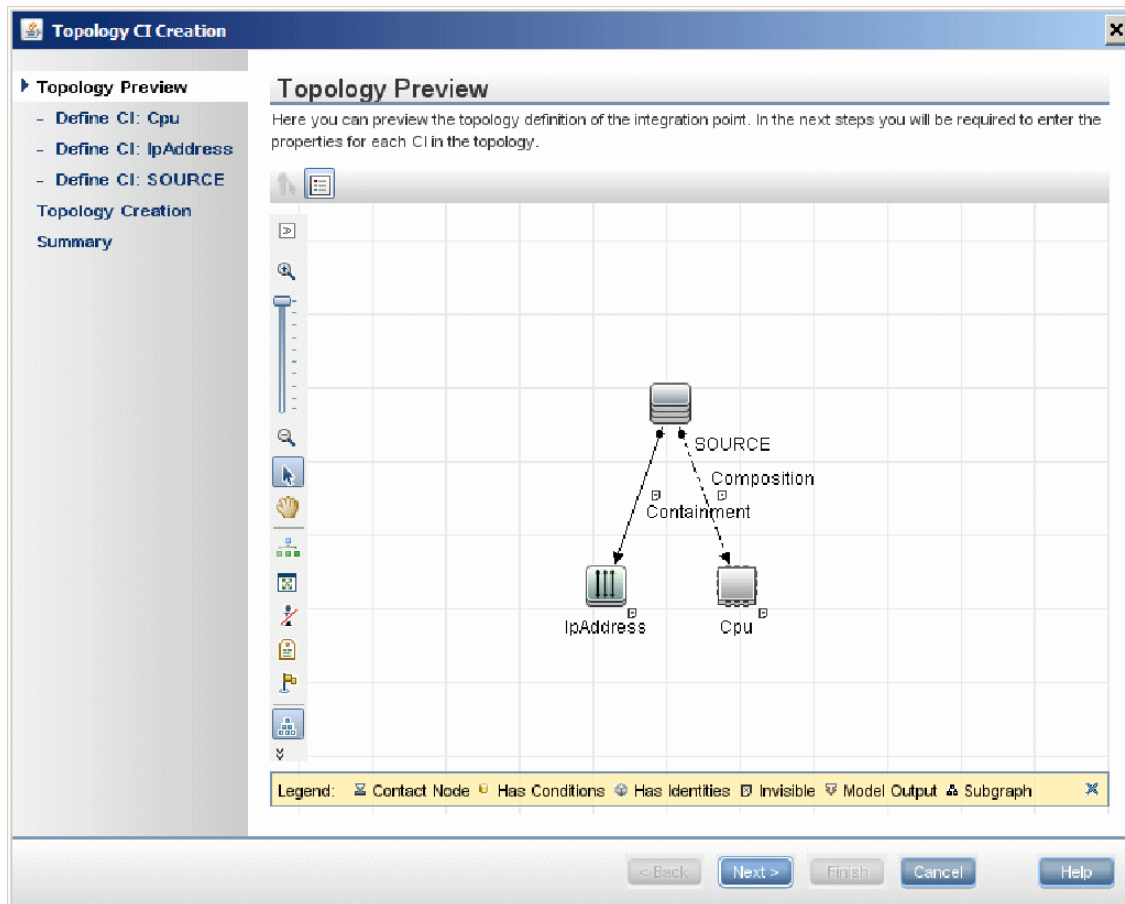 Topology CI Creation
Topology Preview
- Define CI: Cpu
- Define CI: IpAddress
- Define CI: SOURCE
Topology Creation
Summary
Topology Preview
Here you can preview the topology definition of the integration point. In the next steps you will be required to enter the
properties for each CI in the topology.
SOURCE
Composition
Containment
IpAddress
Cpu
Legend: Contact Node Has Conditions Has Identities Invisible Model Output Subgraph
< Back Next > Finish Cancel Help